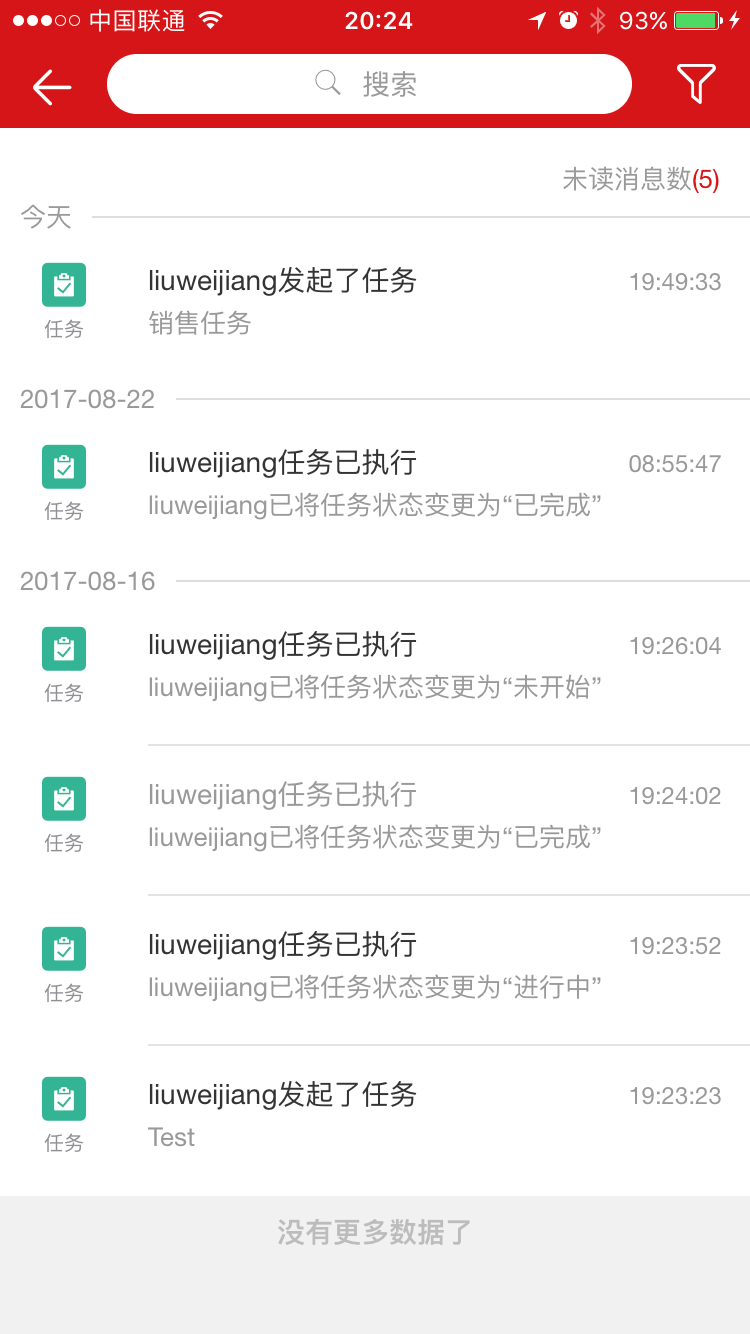 中国联通 20:24 93%
搜索
未读消息数(5)
今天
liuweijiang发起了任务 19:49:33
任务 销售任务
2017-08-22
liuweijiang任务已执行 08:55:47
任务 liuweijiang已将任务状态变更为“已完成”
2017-08-16
liuweijiang任务已执行 19:26:04
任务 liuweijiang已将任务状态变更为“未开始”
liuweijiang任务已执行 19:24:02
任务 liuweijiang已将任务状态变更为“已完成”
liuweijiang任务已执行 19:23:52
任务 liuweijiang已将任务状态变更为“进行中”
liuweijiang发起了任务 19:23:23
任务 Test
没有更多数据了